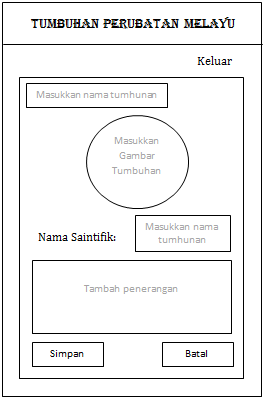 TUMBUHAN PERUBATAN MELAYU
Keluar
Masukkan nama tumhunan
Masukkan
Gambar
Tumbuhan
Nama Saintifik:
Masukkan nama
tumhunan
Tambah penerangan
Simpan
Batal